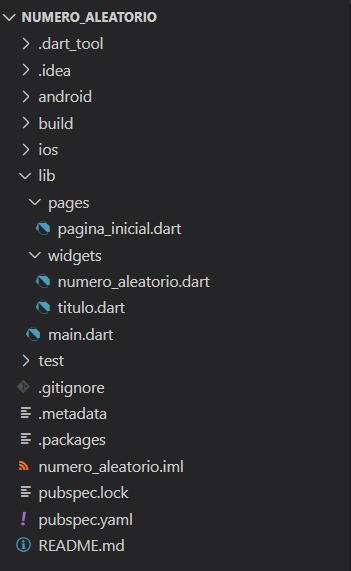 NUMERO_ALEATORIO
.dart_tool
.idea
android
build
ios
lib
pages
pagina_inicial.dart
widgets
numero_aleatorio.dart
titulo.dart
main.dart
test
.gitignore
.metadata
.packages
numero_aleatorio.iml
pubspec.lock
pubspec.yaml
README.md